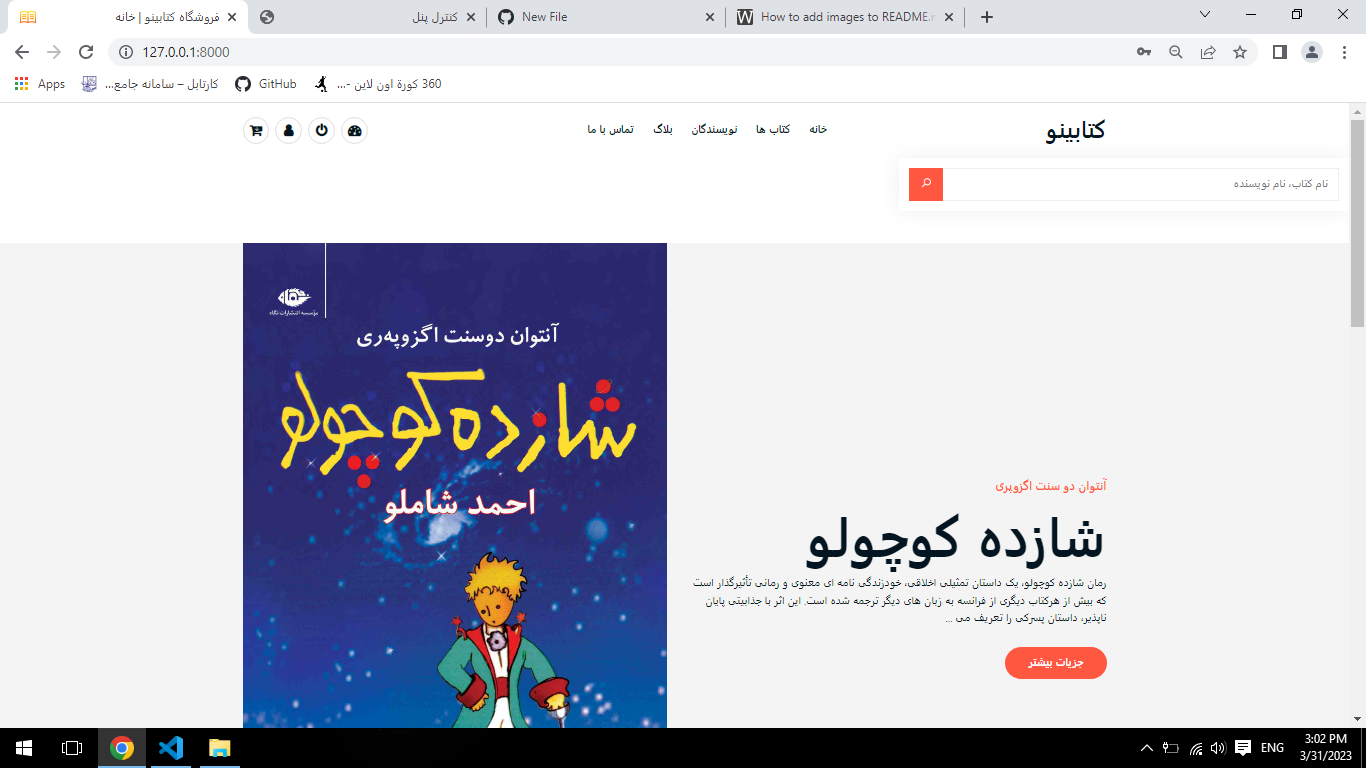 فروشگاه کتابینو | خانه
کنترل پنل
New File
How to add images to README.m
127.0.0.1:8000
Apps
کارتابل – سامانه جامع...
GitHub
360 كورة اون لاين -...
کتابینو
خانه
کتاب ها
نویسندگان
بلاگ
تماس با ما
نام کتاب، نام نویسنده
مؤسسه انتشارات نگاه
آنتوان دوسنت اگزوپه‌ری
شازده کوچولو
احمد شاملو
آنتوان دو سنت اگزوپری
شازده کوچولو
رمان شازده کوچولو، یک داستان تمثیلی اخلاقی، خودزندگی نامه ای معنوی و رمانی تأثیرگذار است
که بیش از هرکتاب دیگری از فرانسه به زبان های دیگر ترجمه شده است. این اثر با جذابیتی پایان
ناپذیر، داستان پسرکی را تعریف می ...
جزیات بیشتر
ENG
3:02 PM
3/31/2023